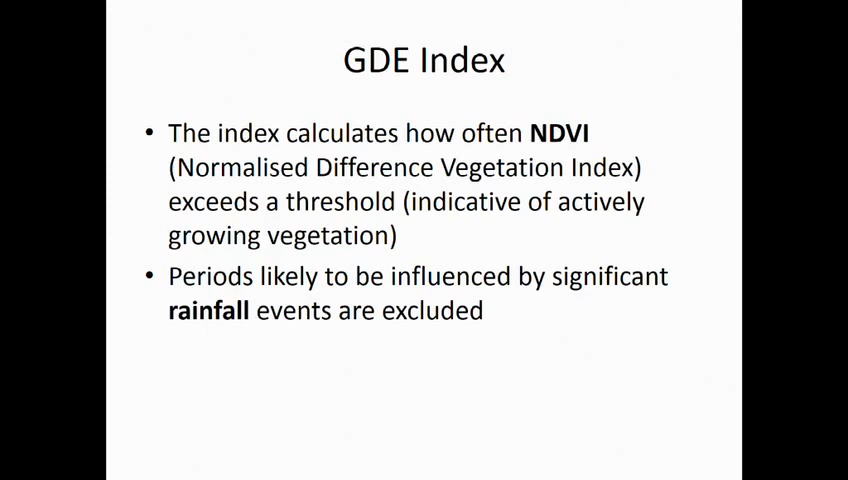 GDE Index
• The index calculates how often NDVI
(Normalised Difference Vegetation Index)
exceeds a threshold (indicative of actively
growing vegetation)
• Periods likely to be influenced by significant
rainfall events are excluded